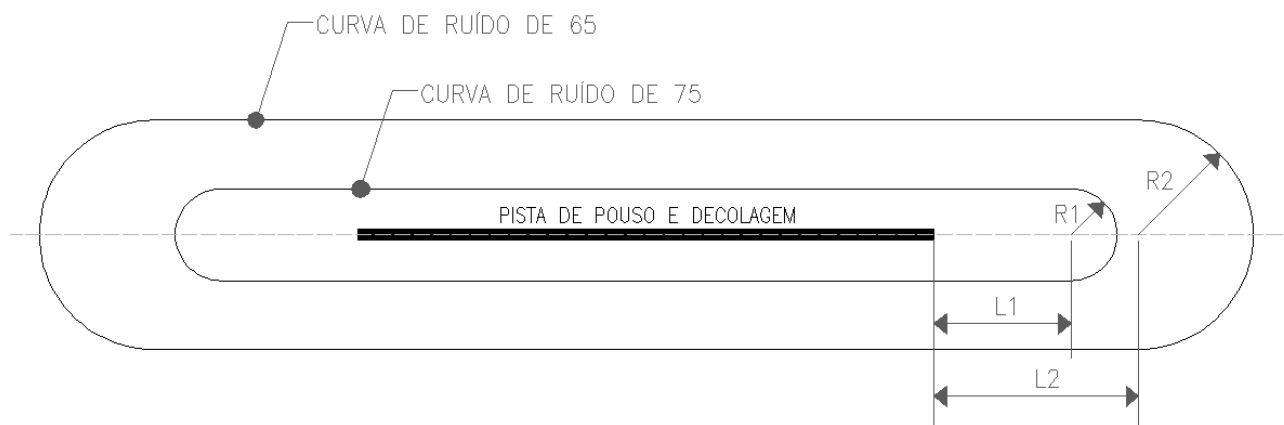 CURVA DE RUÍDO DE 65
CURVA DE RUÍDO DE 75
R2
PISTA DE POUSO E DECOLAGEM
R1
L1
L2